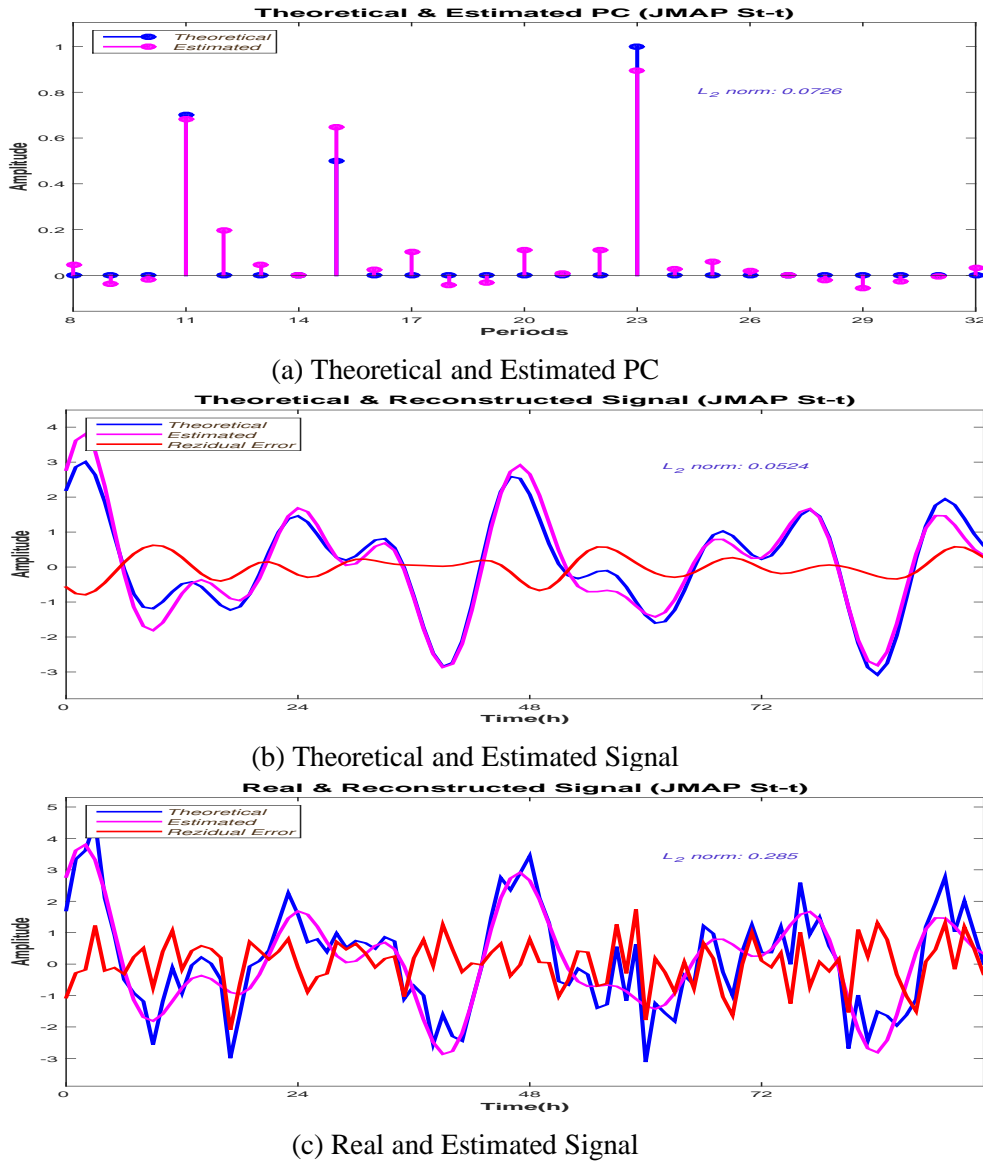 Theoretical & Estimated PC (JMAP St-t)
Theoretical
Estimated
L2 norm: 0.0726
Amplitude
1
0.8
0.6
0.4
0.2
0
8 11 14 17 20 23 26 29 32
Periods
(a) Theoretical and Estimated PC
Theoretical & Reconstructed Signal (JMAP St-t)
Theoretical
Estimated
Rezidual Error
L2 norm: 0.0524
Amplitude
4
3
2
1
0
-1
-2
-3
0 24 48 72
Time(h)
(b) Theoretical and Estimated Signal
Real & Reconstructed Signal (JMAP St-t)
Theoretical
Estimated
Rezidual Error
L2 norm: 0.285
Amplitude
5
4
3
2
1
0
-1
-2
-3
0 24 48 72
Time(h)
(c) Real and Estimated Signal